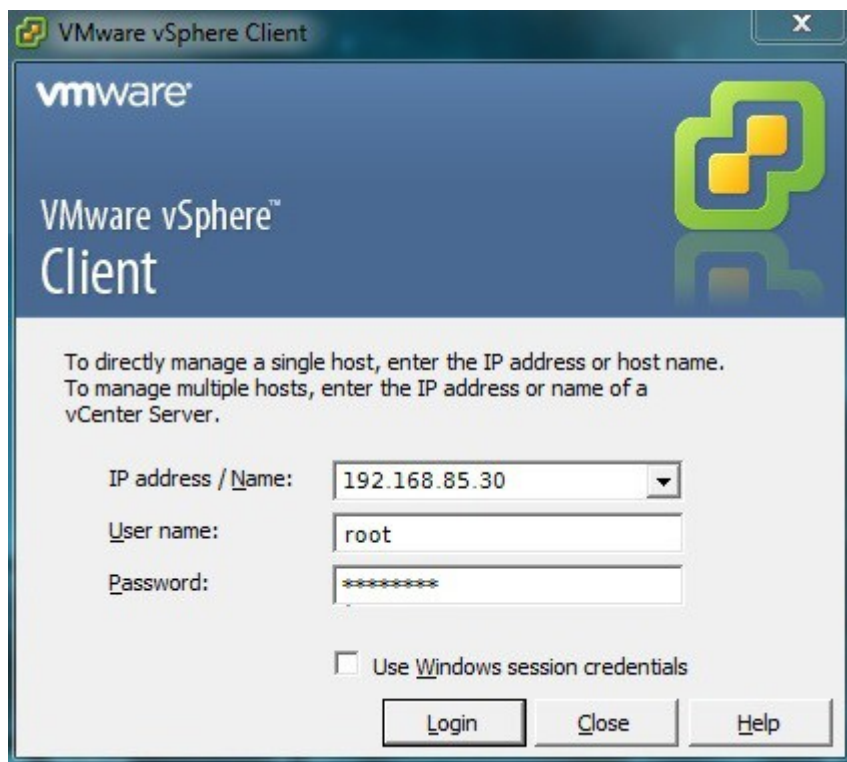 VMware vSphere Client
X
vmware®
VMware vSphere™
Client
To directly manage a single host, enter the IP address or host name.
To manage multiple hosts, enter the IP address or name of a
vCenter Server.
IP address / Name: 192.168.85.30
User name: root
Password: ********
Use Windows session credentials
Login Close Help